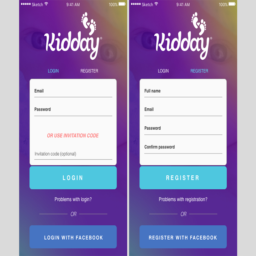 Sketch 9:41 AM 100%
Kidday
LOGIN REGISTER
Email
Password
OR USE INVITATION CODE
Invitation code (optional)
LOGIN
Problems with login?
OR
LOGIN WITH FACEBOOK
Sketch 9:41 AM 100%
Kidday
LOGIN REGISTER
Full name
Email
Password
Confirm password
REGISTER
Problems with registration?
OR
REGISTER WITH FACEBOOK